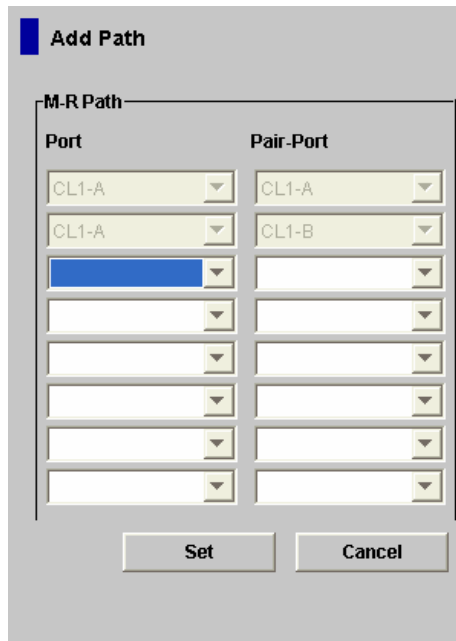 Add Path
M-R Path
Port Pair-Port
CL1-A CL1-A
CL1-A CL1-B
Set Cancel